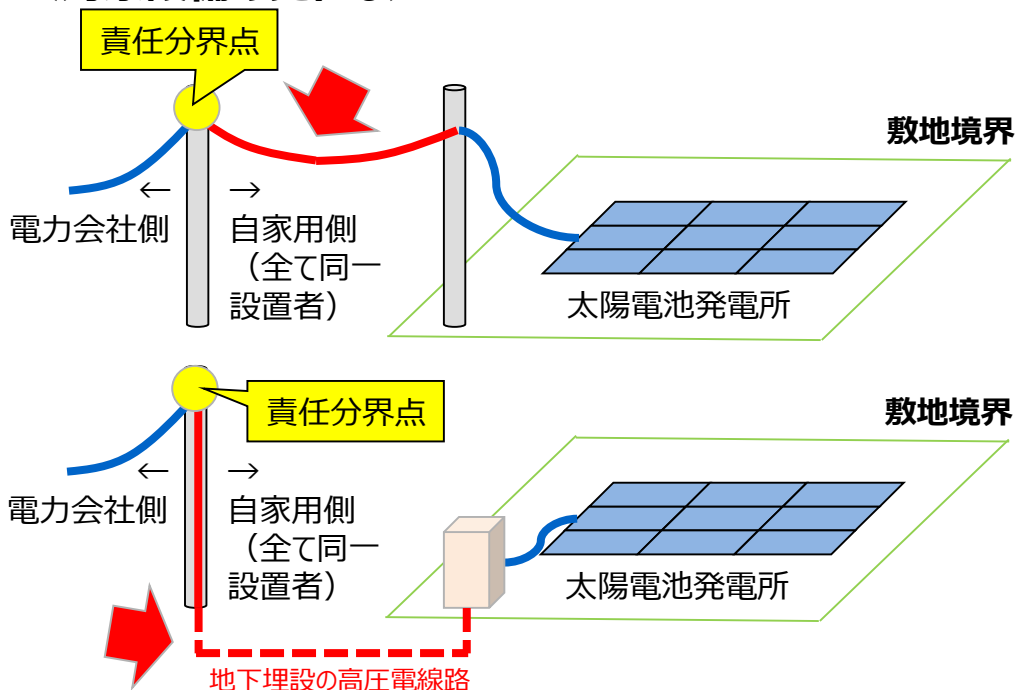 責任分界点
敷地境界
← →
電力会社側
自家用側
（全て同一
設置者）
太陽電池発電所
責任分界点
敷地境界
← →
電力会社側
自家用側
（全て同一
設置者）
太陽電池発電所
地下埋設の高圧電線路